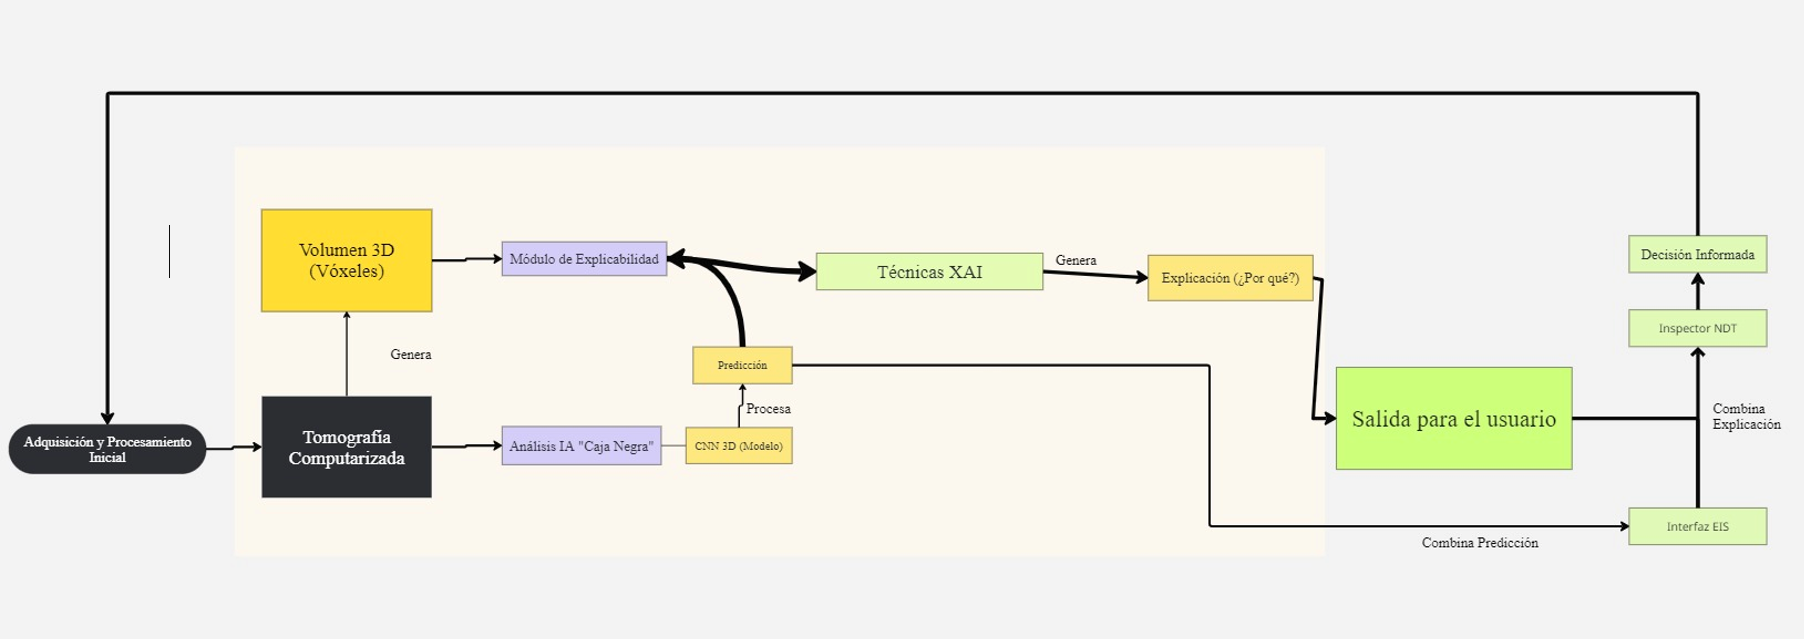 Volumen 3D
(Vóxeles)
Módulo de Explicabilidad
Técnicas XAI
Genera
Explicación (¿Por qué?)
Decisión Informada
Inspector NDT
Genera
Predicción
Procesa
Salida para el usuario
Combina
Explicación
Adquisición y Procesamiento
Inicial
Tomografía
Computarizada
Análisis IA "Caja Negra"
CNN 3D (Modelo)
Interfaz EIS
Combina Predicción